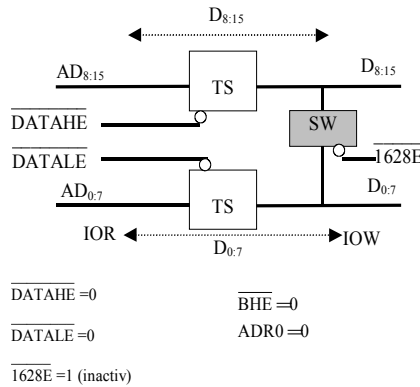 D8:15
AD8:15
D8:15
TS
DATAHE
SW
DATALE
1628E
D0:7
AD0:7
TS
IOR
D0:7
IOW
DATAHE =0
BHE =0
DATALE =0
ADR0 =0
1628E =1 (inactiv)